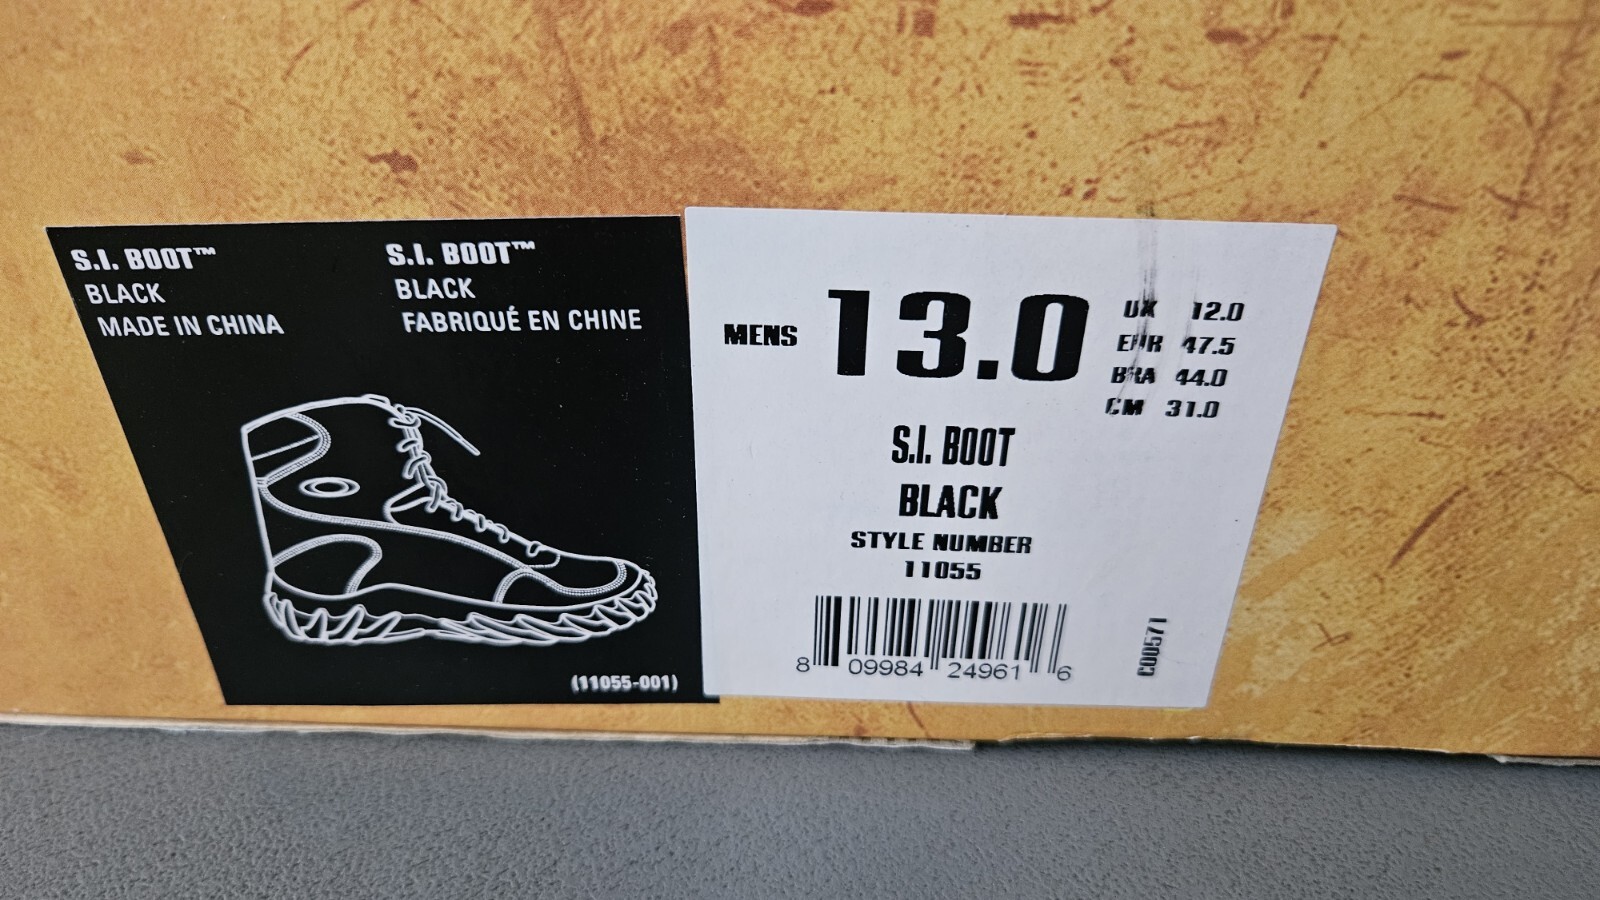 S.I. BOOT™
BLACK
MADE IN CHINA
S.I. BOOT™
BLACK
FABRIQUÉ EN CHINE
(11055-001)
MENS 13.0
UK 12.0
EUR 47.5
BRA 44.0
CM 31.0
S.I. BOOT
BLACK
STYLE NUMBER
11055
8 09984 24961 6
C00571